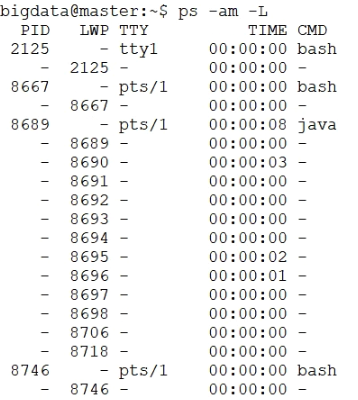 bigdata@master:~$ ps -am -L
  PID   LWP TTY          TIME CMD
 2125     - tty1     00:00:00 bash
    -  2125 -        00:00:00 -
 8667     - pts/1    00:00:00 bash
    -  8667 -        00:00:00 -
 8689     - pts/1    00:00:08 java
    -  8689 -        00:00:00 -
    -  8690 -        00:00:03 -
    -  8691 -        00:00:00 -
    -  8692 -        00:00:00 -
    -  8693 -        00:00:00 -
    -  8694 -        00:00:00 -
    -  8695 -        00:00:02 -
    -  8696 -        00:00:01 -
    -  8697 -        00:00:00 -
    -  8698 -        00:00:00 -
    -  8706 -        00:00:00 -
    -  8718 -        00:00:00 -
 8746     - pts/1    00:00:00 bash
    -  8746 -        00:00:00 -